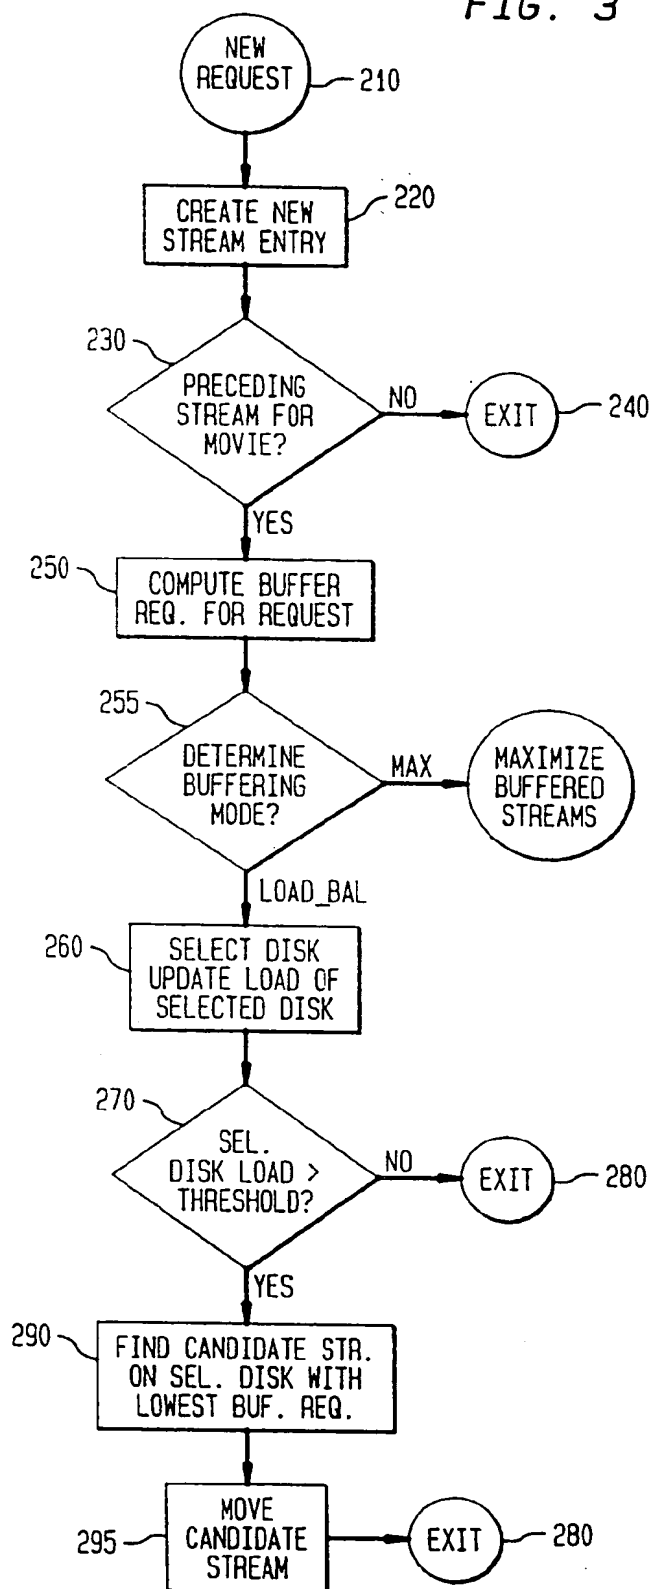 FIG. 3
NEW
REQUEST
210
CREATE NEW
STREAM ENTRY
220
230
PRECEDING
STREAM FOR
MOVIE?
NO
EXIT
240
YES
250
COMPUTE BUFFER
REQ. FOR REQUEST
255
DETERMINE
BUFFERING
MODE?
MAX
MAXIMIZE
BUFFERED
STREAMS
LOAD_BAL
260
SELECT DISK
UPDATE LOAD OF
SELECTED DISK
270
SEL.
DISK LOAD >
THRESHOLD?
NO
EXIT
280
YES
290
FIND CANDIDATE STR.
ON SEL. DISK WITH
LOWEST BUF. REQ.
295
MOVE
CANDIDATE
STREAM
EXIT
280